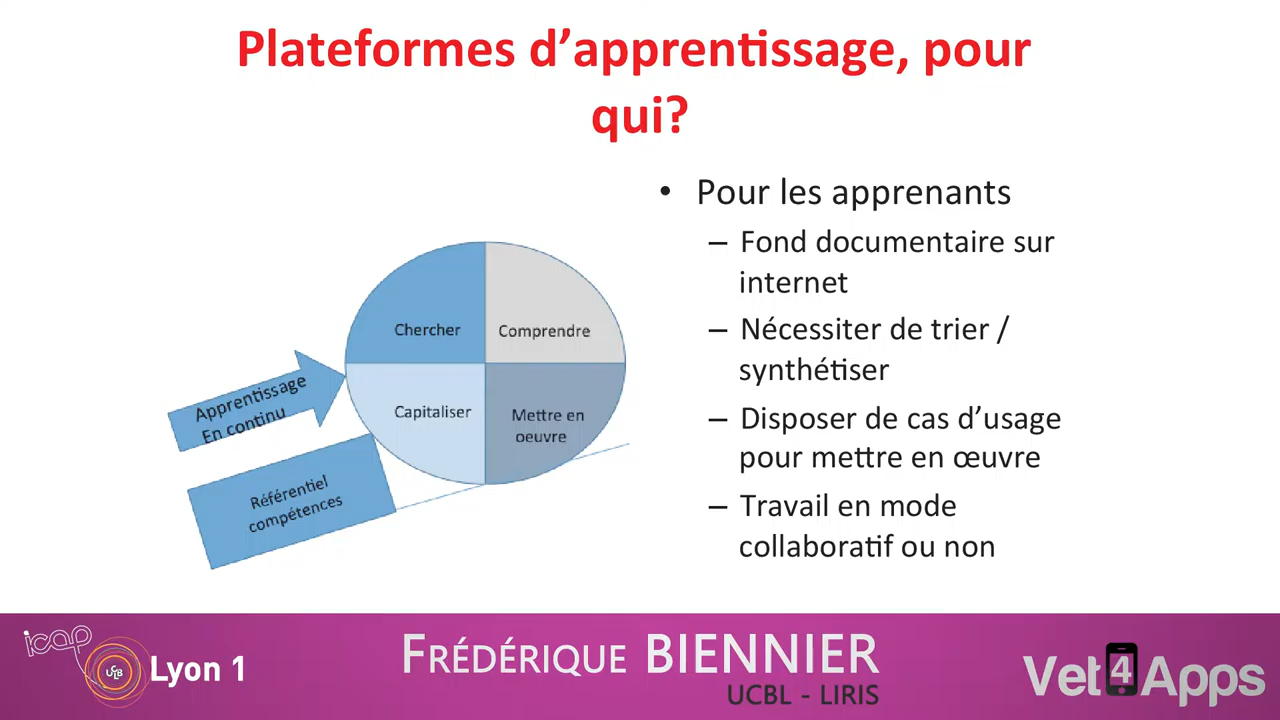 Plateformes d’apprentissage, pour
qui?
• Pour les apprenants
– Fond documentaire sur
internet
– Nécessiter de trier /
synthétiser
– Disposer de cas d’usage
pour mettre en œuvre
– Travail en mode
collaboratif ou non
Chercher
Comprendre
Capitaliser
Mettre en
oeuvre
Apprentissage
En continu
Référentiel
compétences
icap
UCBL
Lyon 1
FRÉDÉRIQUE BIENNIER
UCBL - LIRIS
Vet4Apps